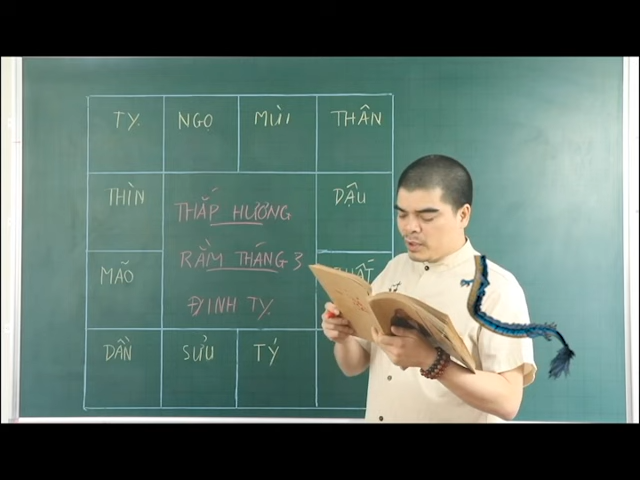 TỴ.
NGỌ
MÙI
THÂN
THÌN
DẬU
THẮP HƯƠNG
RẰM THÁNG 3
ĐINH TỴ.
MÃO
DẦN
SỬU
TÝ